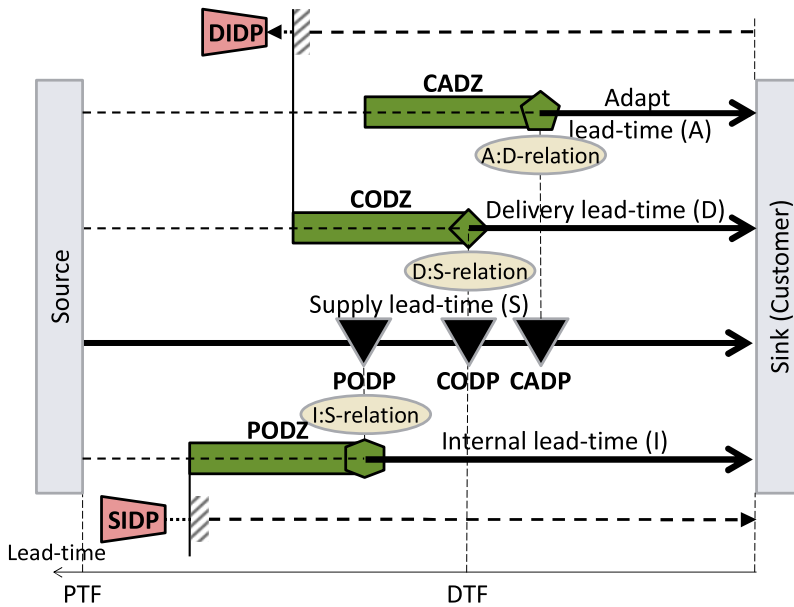 DIDP
CADZ
Adapt
lead-time (A)
A:D-relation
CODZ
Delivery lead-time (D)
D:S-relation
Source
Sink (Customer)
Supply lead-time (S)
PODP
CODP
CADP
I:S-relation
PODZ
Internal lead-time (I)
SIDP
Lead-time
PTF
DTF